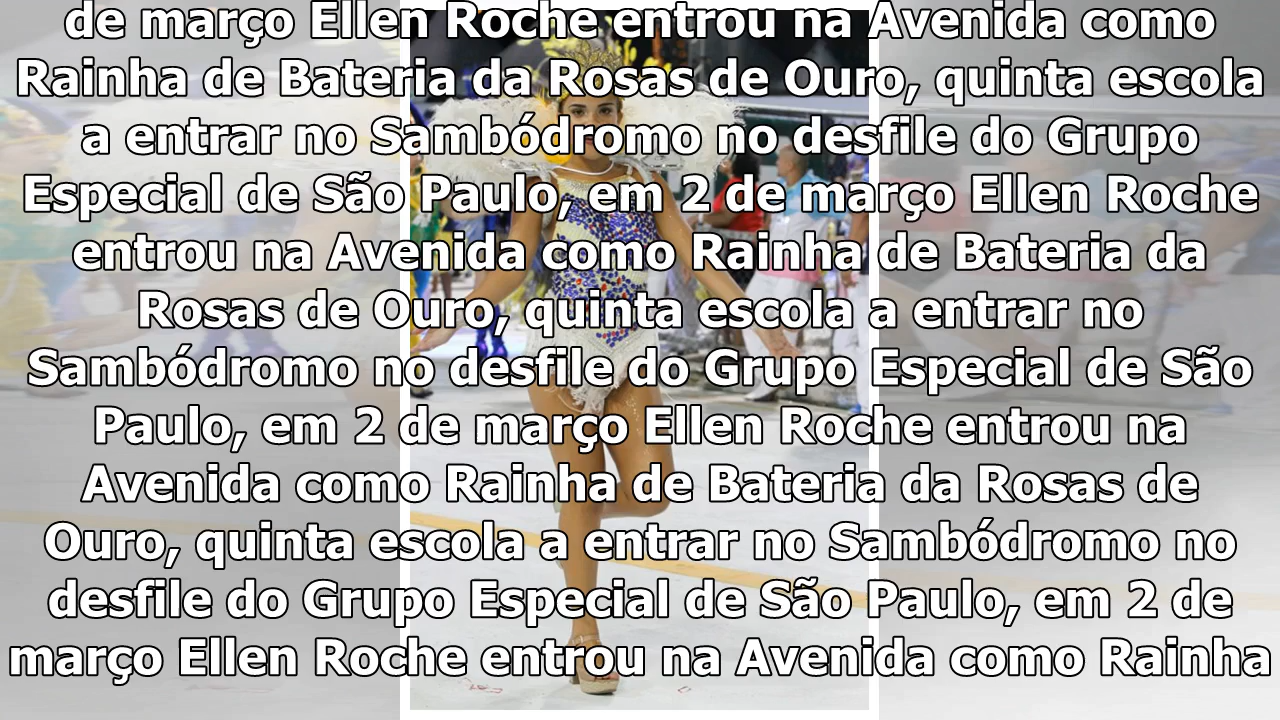 de março Ellen Roche entrou na Avenida como
Rainha de Bateria da Rosas de Ouro, quinta escola
a entrar no Sambódromo no desfile do Grupo
Especial de São Paulo, em 2 de março Ellen Roche
entrou na Avenida como Rainha de Bateria da
Rosas de Ouro, quinta escola a entrar no
Sambódromo no desfile do Grupo Especial de São
Paulo, em 2 de março Ellen Roche entrou na
Avenida como Rainha de Bateria da Rosas de
Ouro, quinta escola a entrar no Sambódromo no
desfile do Grupo Especial de São Paulo, em 2 de
março Ellen Roche entrou na Avenida como Rainha